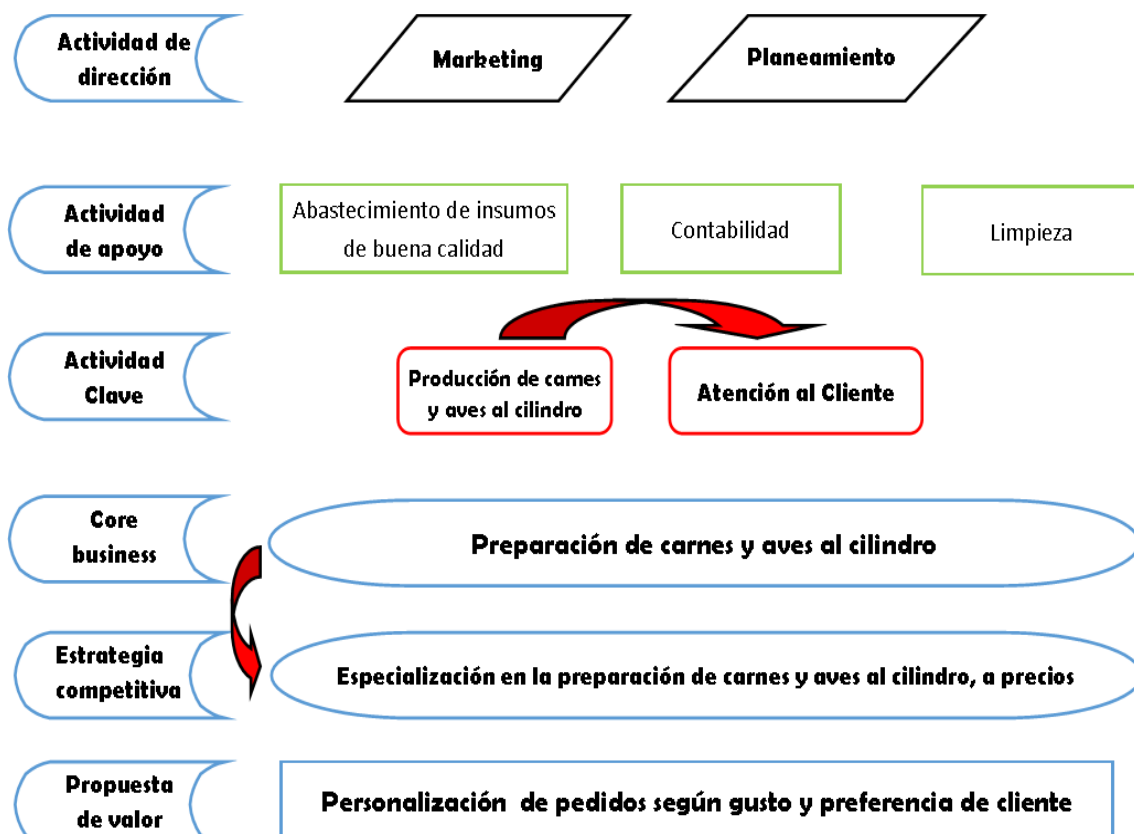 Actividad de
dirección
Marketing
Planeamiento
Actividad
de apoyo
Abastecimiento de insumos
de buena calidad
Contabilidad
Limpieza
Actividad
Clave
Producción de carnes
y aves al cilindro
Atención al Cliente
Core
business
Preparación de carnes y aves al cilindro
Estrategia
competitiva
Especialización en la preparación de carnes y aves al cilindro, a precios
Propuesta
de valor
Personalización de pedidos según gusto y preferencia de cliente